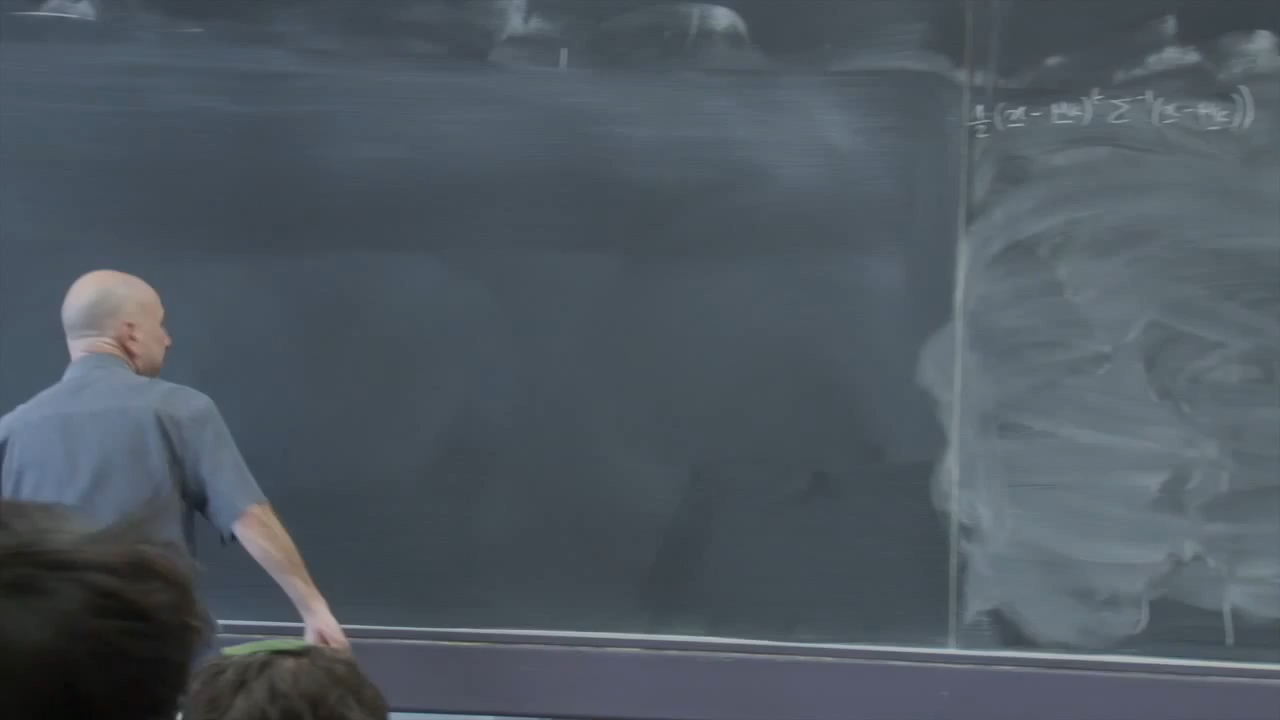 ½(x - μₖ)ᵗ Σ⁻¹(x - μₖ))